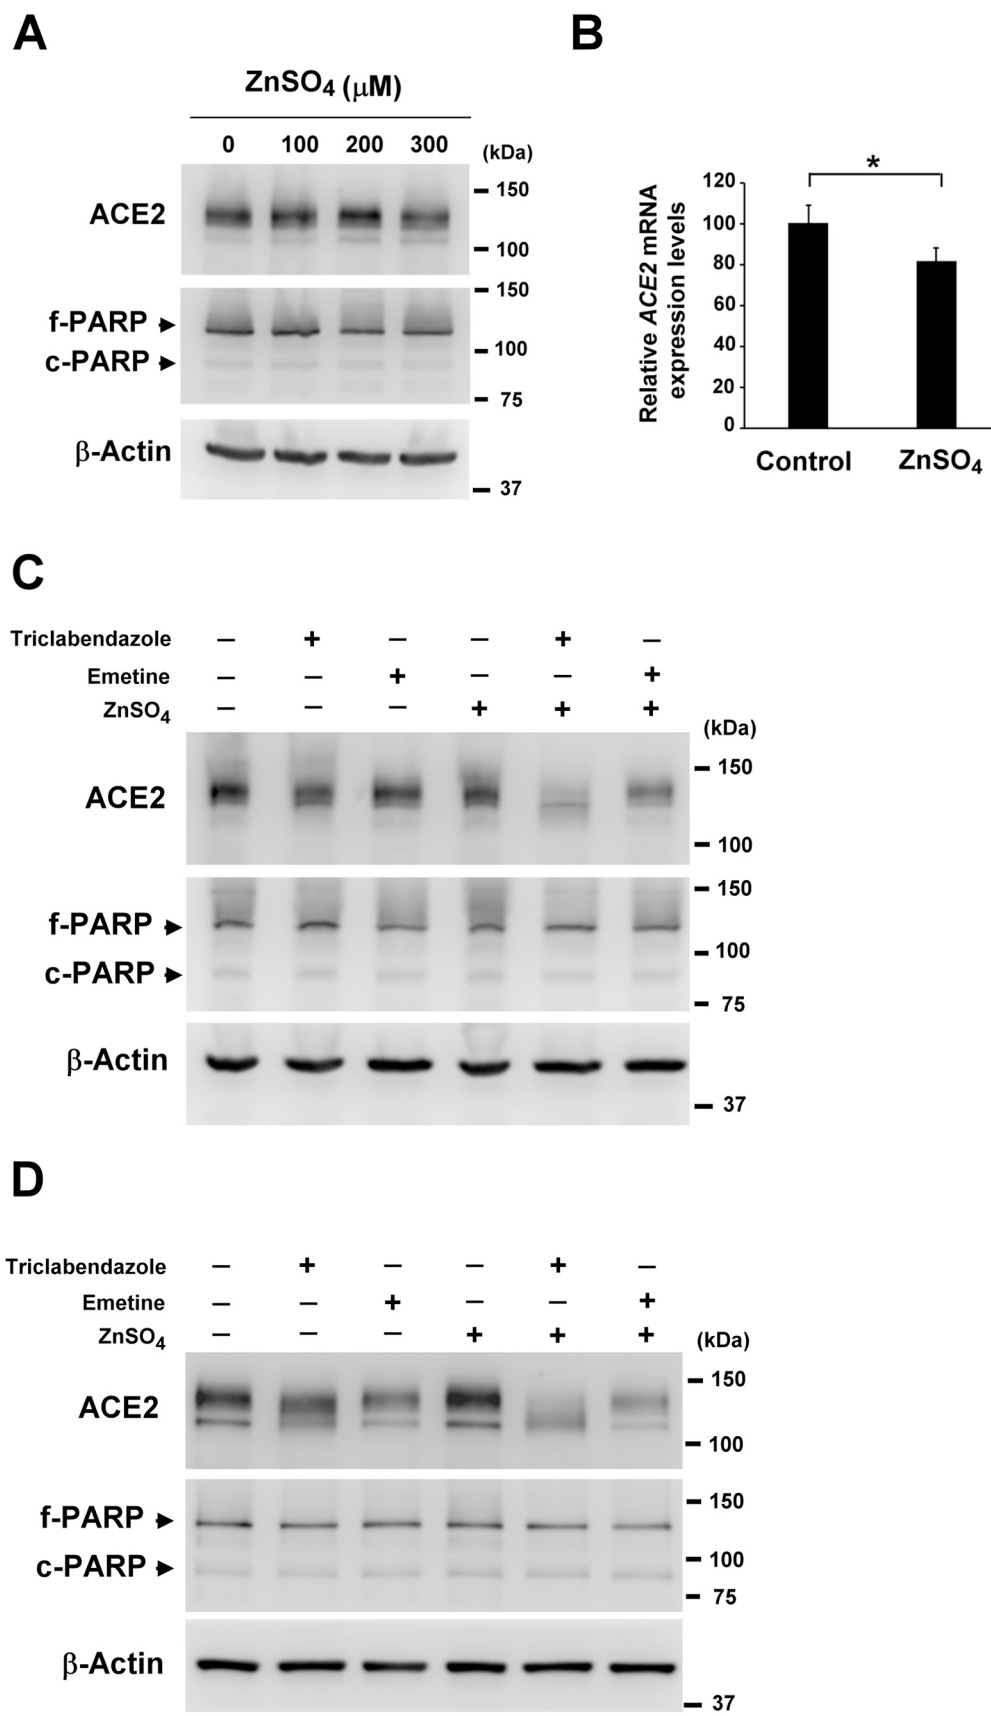 A
ZnSO4 (μM)
0 100 200 300 (kDa)
ACE2
150
100
f-PARP
c-PARP
150
100
75
β-Actin
37
B
Relative ACE2 mRNA
expression levels
120
100
80
60
40
20
0
*
Control ZnSO4
C
Triclabendazole – + – – + –
Emetine – – + – – +
ZnSO4 – – – + + +
(kDa)
ACE2
150
100
f-PARP
c-PARP
150
100
75
β-Actin
37
D
Triclabendazole – + – – + –
Emetine – – + – – +
ZnSO4 – – – + + +
(kDa)
ACE2
150
100
f-PARP
c-PARP
150
100
75
β-Actin
37